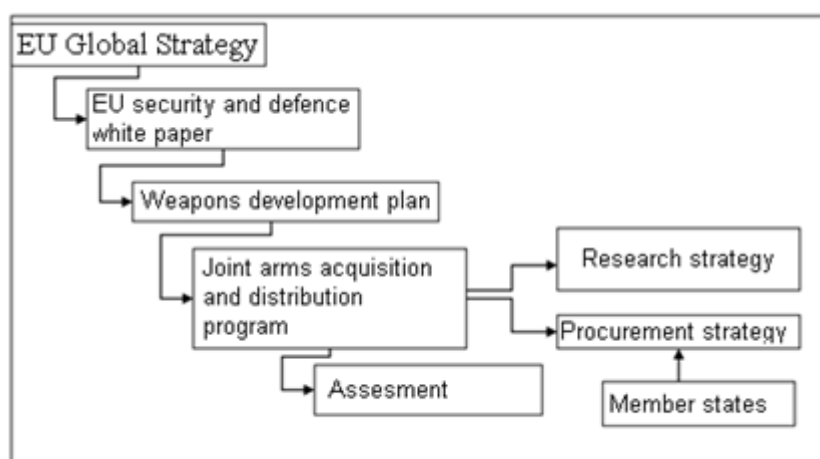 EU Global Strategy
EU security and defence
white paper
Weapons development plan
Joint arms acquisition
and distribution
program
Research strategy
Procurement strategy
Assesment
Member states